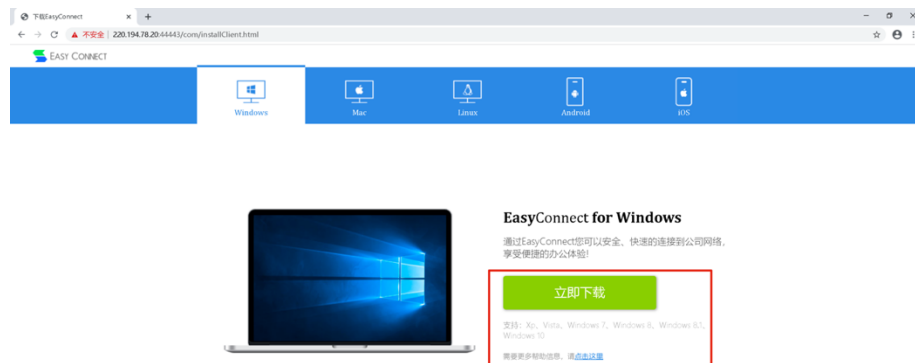 下载EasyConnect
不安全 | 220.194.78.20:44443/com/installClient.html
EASY CONNECT
Windows
Mac
Linux
Android
iOS
EasyConnect for Windows
通过EasyConnect您可以安全、快速的连接到公司网络，
享受便捷的办公体验！
立即下载
支持：Xp、Vista、Windows 7、Windows 8、Windows 8.1、
Windows 10
需要更多帮助信息，请点击这里